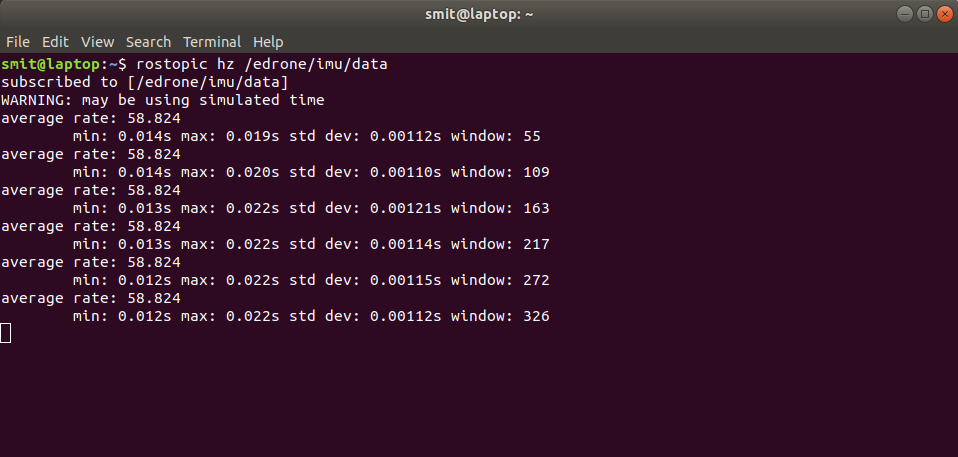 smit@laptop: ~
File Edit View Search Terminal Help
smit@laptop:~$ rostopic hz /edrone/imu/data
subscribed to [/edrone/imu/data]
WARNING: may be using simulated time
average rate: 58.824
        min: 0.014s max: 0.019s std dev: 0.00112s window: 55
average rate: 58.824
        min: 0.014s max: 0.020s std dev: 0.00110s window: 109
average rate: 58.824
        min: 0.013s max: 0.022s std dev: 0.00121s window: 163
average rate: 58.824
        min: 0.013s max: 0.022s std dev: 0.00114s window: 217
average rate: 58.824
        min: 0.012s max: 0.022s std dev: 0.00115s window: 272
average rate: 58.824
        min: 0.012s max: 0.022s std dev: 0.00112s window: 326